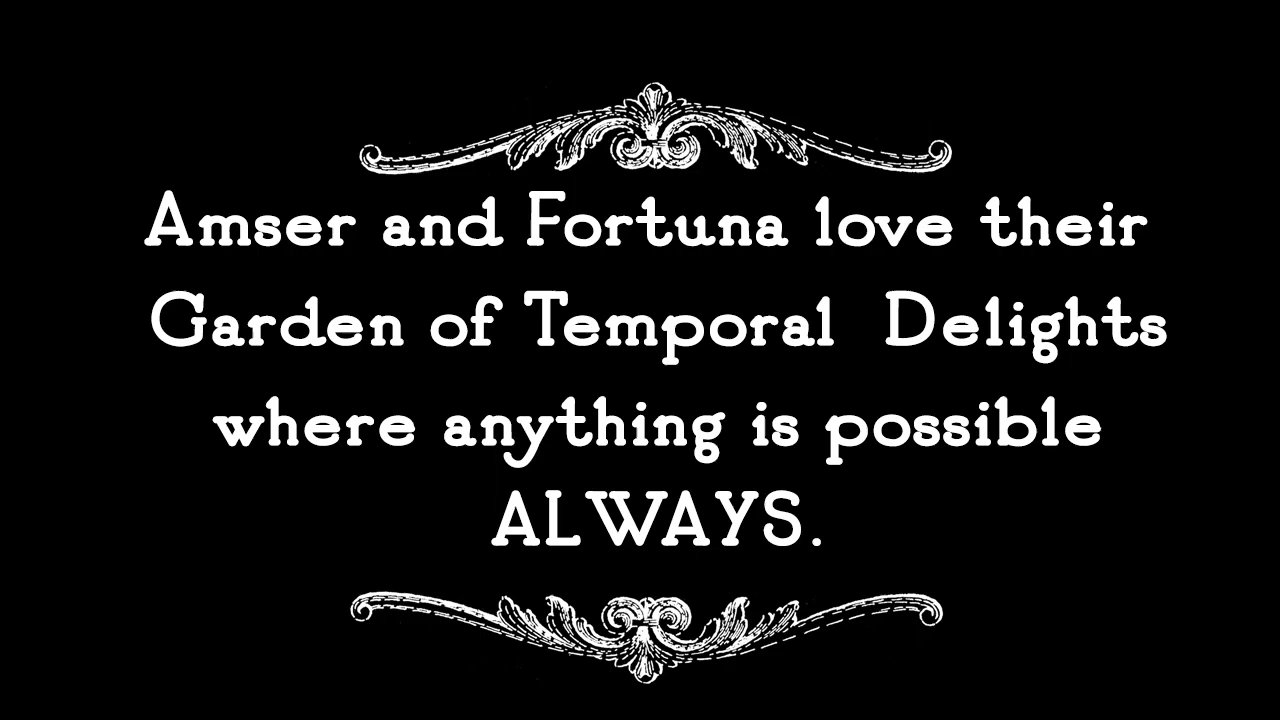 Amser and Fortuna love their
Garden of Temporal Delights
where anything is possible
ALWAYS.